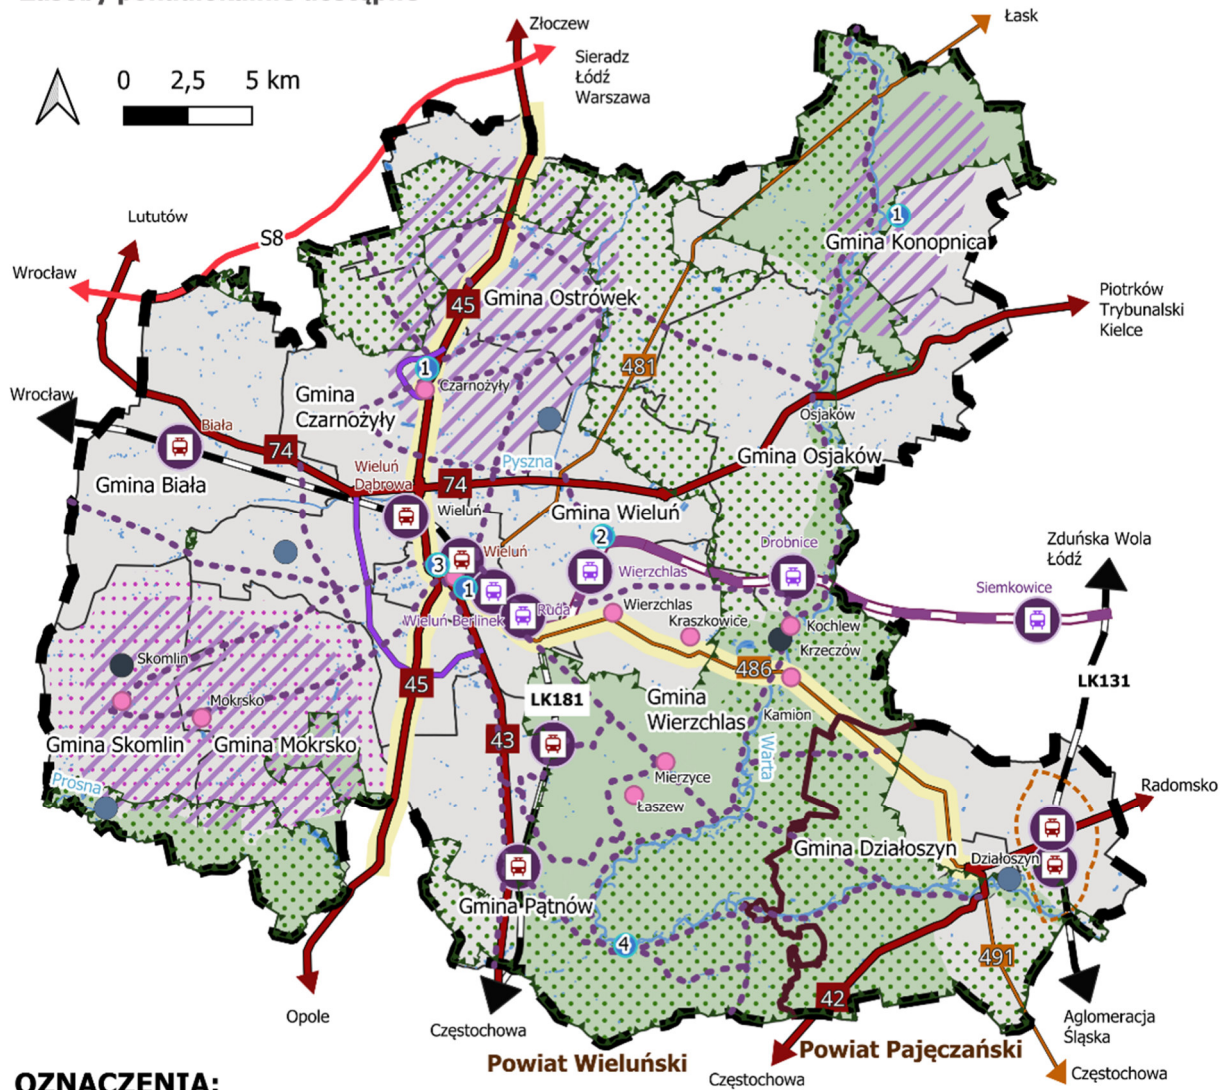 Złoczew
Łask
0 2,5 5 km
Sieradz
Łódź
Warszawa
Lututów
S8
1
Gmina Konopnica
Wrocław
45
Gmina Ostrówek
Piotrków
Trybunalski
Kielce
481
1
Czarnożyły
Wrocław
Gmina
Czarnożyły
Osjaków
Biała
74
Gmina Osjaków
Pyszna
Wieluń
Dąbrowa
74
Gmina Biała
Wieluń
Gmina Wieluń
2
Drobnice
Zduńska Wola
Łódź
Wieluń
3
Wierzchlas
Siemkowice
1
Wieluń Berlinek
Ruda
Wierzchlas
Kraszkowice
Kochlew
Krzeczów
Skomlin
486
45
LK181
Gmina
Wierzchlas
LK131
Mokrsko
Kamion
Gmina Skomlin
Gmina Mokrsko
43
Warta
Mierzyce
Prosna
Łaszew
Radomsko
Gmina Działoszyn
Działoszyn
Gmina Pątnów
4
491
42
Opole
Częstochowa
Aglomeracja
Śląska
Powiat Wieluński
Powiat Pajęczański
Częstochowa
Częstochowa
OZNACZENIA: